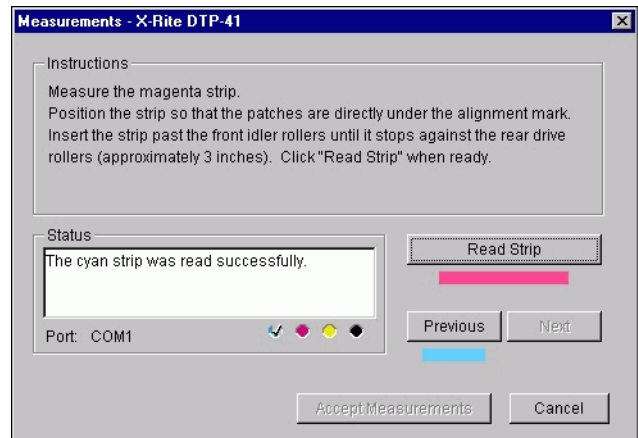 Measurements - X-Rite DTP-41
Instructions
Measure the magenta strip.
Position the strip so that the patches are directly under the alignment mark.
Insert the strip past the front idler rollers until it stops against the rear drive
rollers (approximately 3 inches). Click "Read Strip" when ready.
Status
The cyan strip was read successfully.
Read Strip
Port: COM1
Previous
Next
Accept Measurements
Cancel